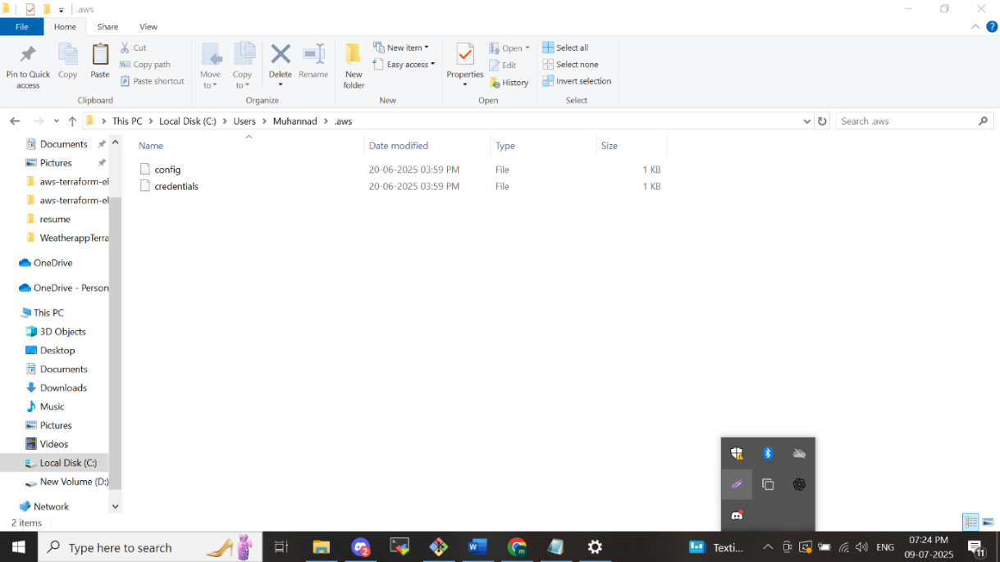 .aws
File Home Share View
Pin to Quick access
Copy
Paste
Cut
Copy path
Paste shortcut
Clipboard
Move to
Copy to
Delete
Rename
Organize
New folder
New item
Easy access
New
Properties
Open
Edit
History
Open
Select all
Select none
Invert selection
Select
This PC Local Disk (C:) Users Muhannad .aws
Search .aws
Documents
Pictures
aws-terraform-el
aws-terraform-el
resume
WeatherappTerra
OneDrive
OneDrive - Person
This PC
3D Objects
Desktop
Documents
Downloads
Music
Pictures
Videos
Local Disk (C:)
New Volume (D:)
Network
Name Date modified Type Size
config 20-06-2025 03:59 PM File 1 KB
credentials 20-06-2025 03:59 PM File 1 KB
2 items
Type here to search
Texti...
ENG
07:24 PM
09-07-2025
11